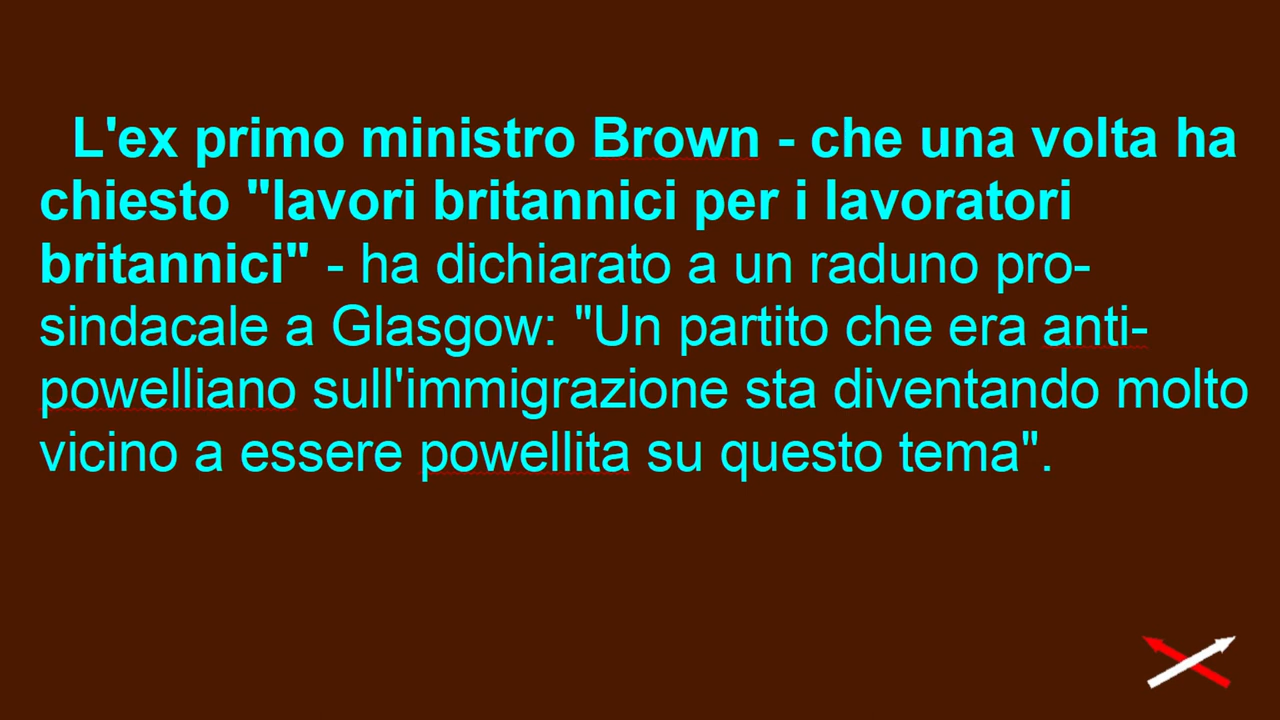 L'ex primo ministro Brown - che una volta ha
chiesto "lavori britannici per i lavoratori
britannici" - ha dichiarato a un raduno pro-
sindacale a Glasgow: "Un partito che era anti-
powelliano sull'immigrazione sta diventando molto
vicino a essere powellita su questo tema".